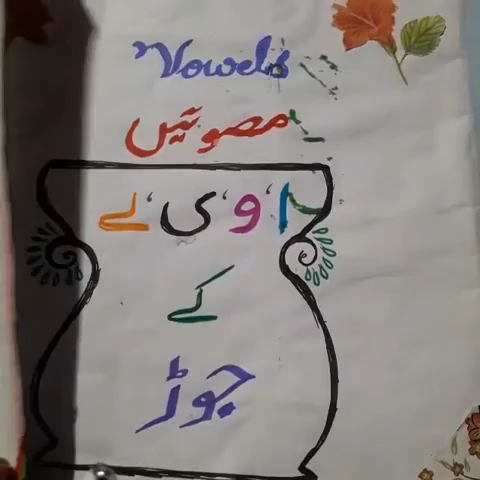 Vowels
مصوتیں
ا ، و ، ی ، ے
کے
جوڑ